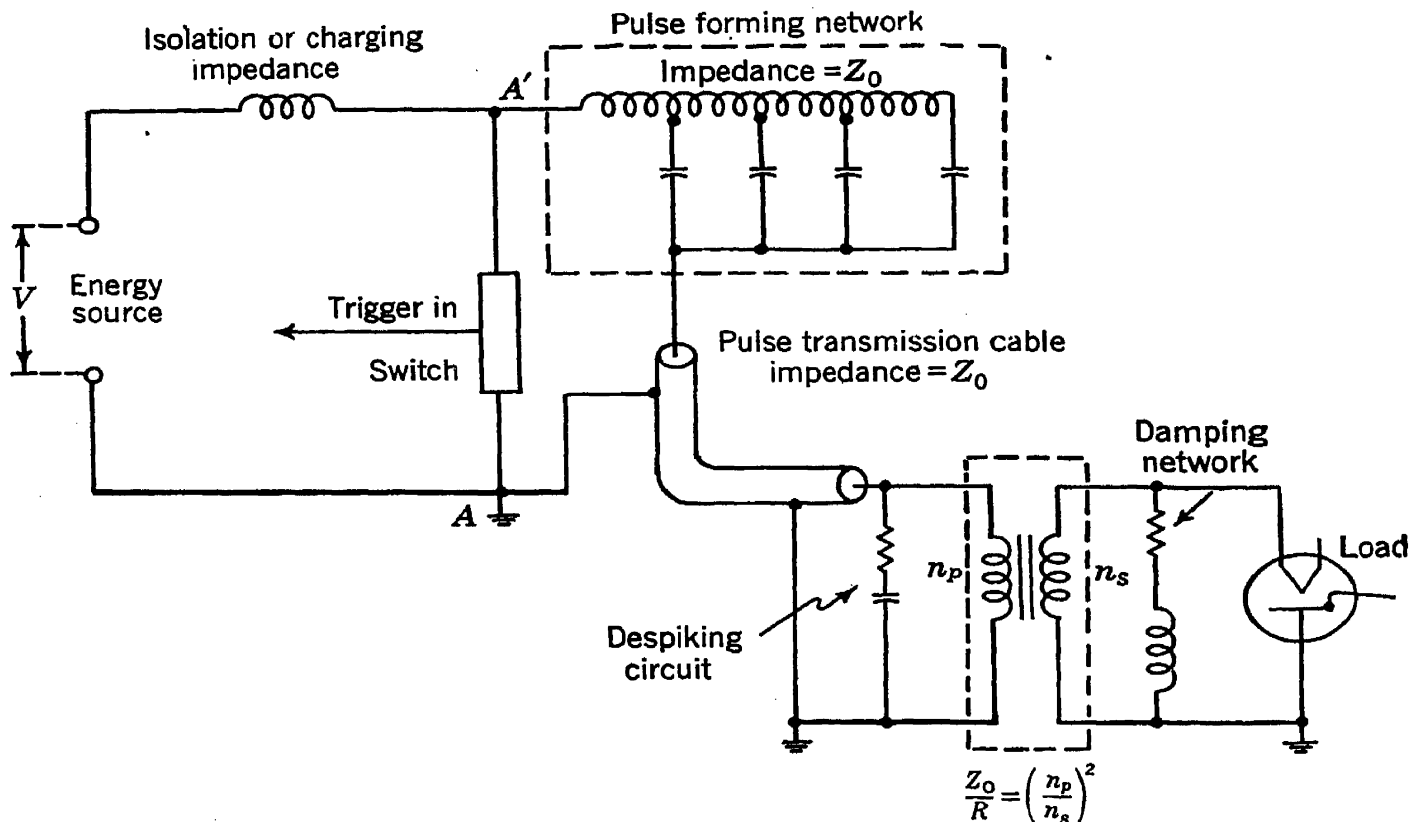 Pulse forming network
Isolation or charging
impedance
Impedance = Z₀
A′
V
Energy
source
Trigger in
Switch
Pulse transmission cable
impedance = Z₀
A
Damping
network
Load
nₚ
nₛ
Despiking
circuit
Z₀/R = (nₚ/nₛ)²